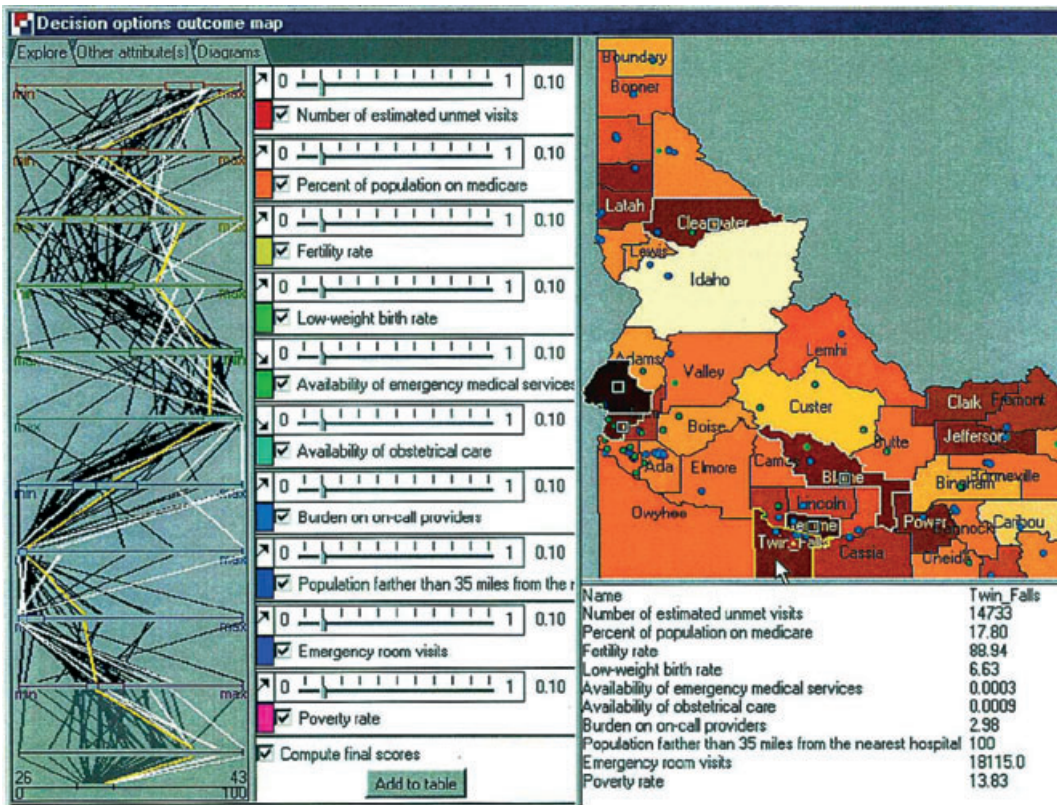 Decision options outcome map
Explore Other attribute(s) Diagrams
min max
0 1 0.10
Number of estimated unmet visits
min max
0 1 0.10
Percent of population on medicare
0 1 0.10
Fertility rate
0 1 0.10
Low-weight birth rate
max min
0 1 0.10
Availability of emergency medical services
max
0 1 0.10
Availability of obstetrical care
min max
0 1 0.10
Burden on on-call providers
0 1 0.10
Population farther than 35 miles from the
max
0 1 0.10
Emergency room visits
min max
0 1 0.10
Poverty rate
26 43
0 100
Compute final scores
Add to table
Boundary
Bonner
Latah
Clearwater
Lewis
Idaho
Adams
Valley
Lemhi
Custer
Clark
Fremont
Boise
Butte
Jefferson
Ada
Elmore
Blaine
Bingham
Bonneville
Owyhee
Lincoln
Power
Caribou
Twin_Falls
Cassia
Oneida
Name Twin_Falls
Number of estimated unmet visits 14733
Percent of population on medicare 17.80
Fertility rate 88.94
Low-weight birth rate 6.63
Availability of emergency medical services 0.0003
Availability of obstetrical care 0.0009
Burden on on-call providers 2.98
Population farther than 35 miles from the nearest hospital 100
Emergency room visits 18115.0
Poverty rate 13.83